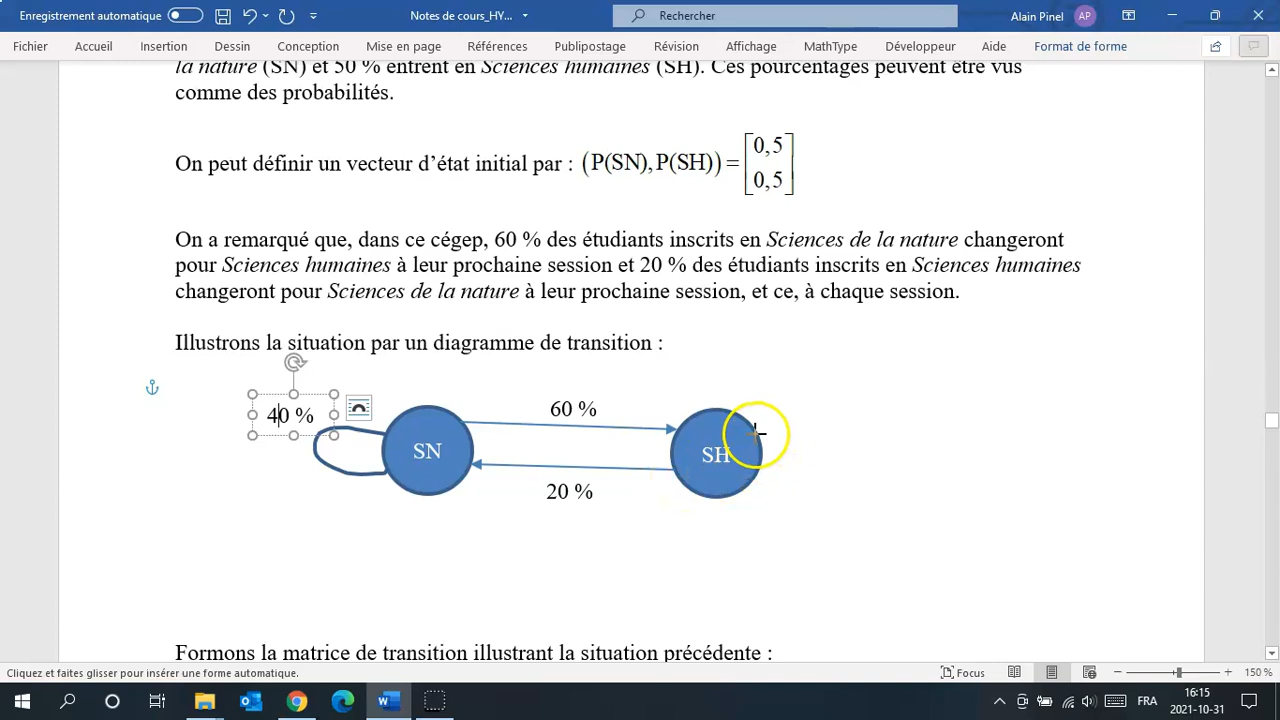 Enregistrement automatique
Notes de cours_HY...
Rechercher
Alain Pinel
AP
Fichier
Accueil
Insertion
Dessin
Conception
Mise en page
Références
Publipostage
Révision
Affichage
MathType
Développeur
Aide
Format de forme
la nature (SN) et 50 % entrent en Sciences humaines (SH). Ces pourcentages peuvent être vus
comme des probabilités.
On peut définir un vecteur d’état initial par : (P(SN), P(SH)) = [0,5
0,5]
On a remarqué que, dans ce cégep, 60 % des étudiants inscrits en Sciences de la nature changeront
pour Sciences humaines à leur prochaine session et 20 % des étudiants inscrits en Sciences humaines
changeront pour Sciences de la nature à leur prochaine session, et ce, à chaque session.
Illustrons la situation par un diagramme de transition :
40 %
60 %
SN
SH
20 %
Formons la matrice de transition illustrant la situation précédente :
Cliquez et faites glisser pour insérer une forme automatique.
Focus
150 %
FRA
16:15
2021-10-31